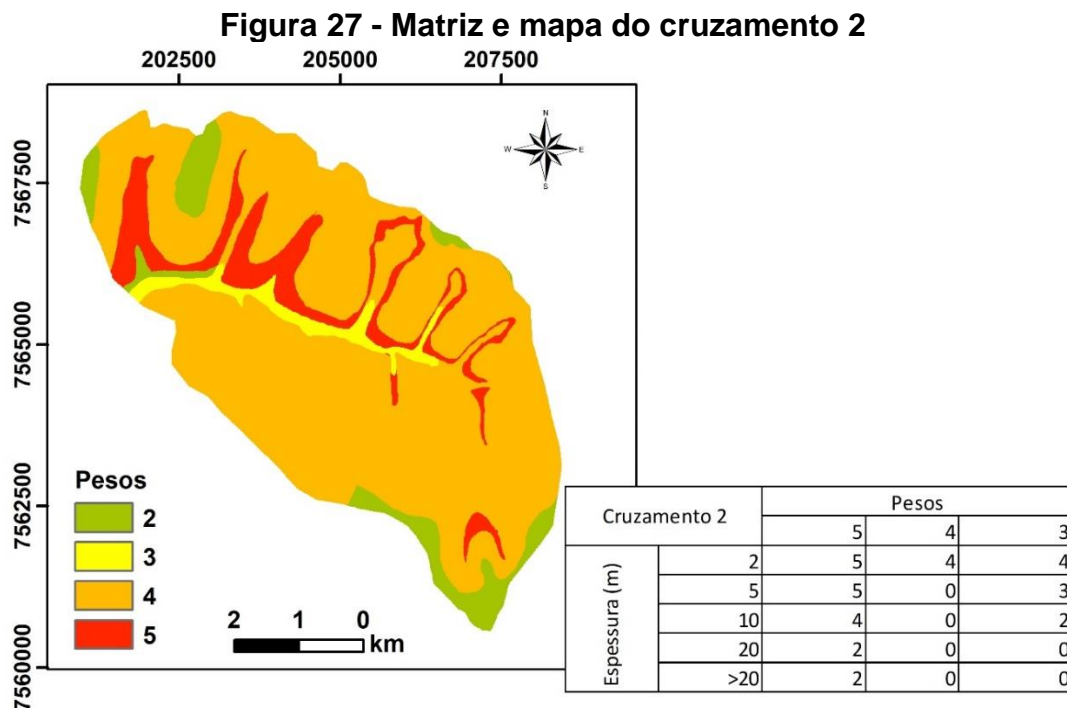 Figura 27 - Matriz e mapa do cruzamento 2
202500 205000 207500
7567500
7565000
7562500
7560000
N
W E
S
Pesos
2
3
4
5
2 1 0
km
Cruzamento 2 Pesos
5 4 3
Espessura (m)
2 5 4 4
5 5 0 3
10 4 0 2
20 2 0 0
>20 2 0 0